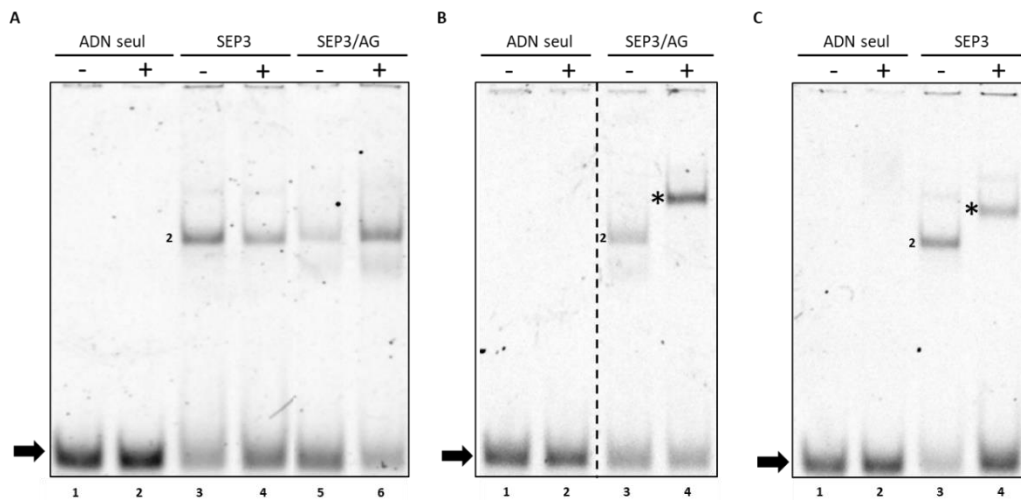 A B C
ADN seul SEP3 SEP3/AG ADN seul SEP3/AG ADN seul SEP3
- + - + - + - + - + - + - +
*
*
2 2 2
1 2 3 4 5 6 1 2 3 4 1 2 3 4